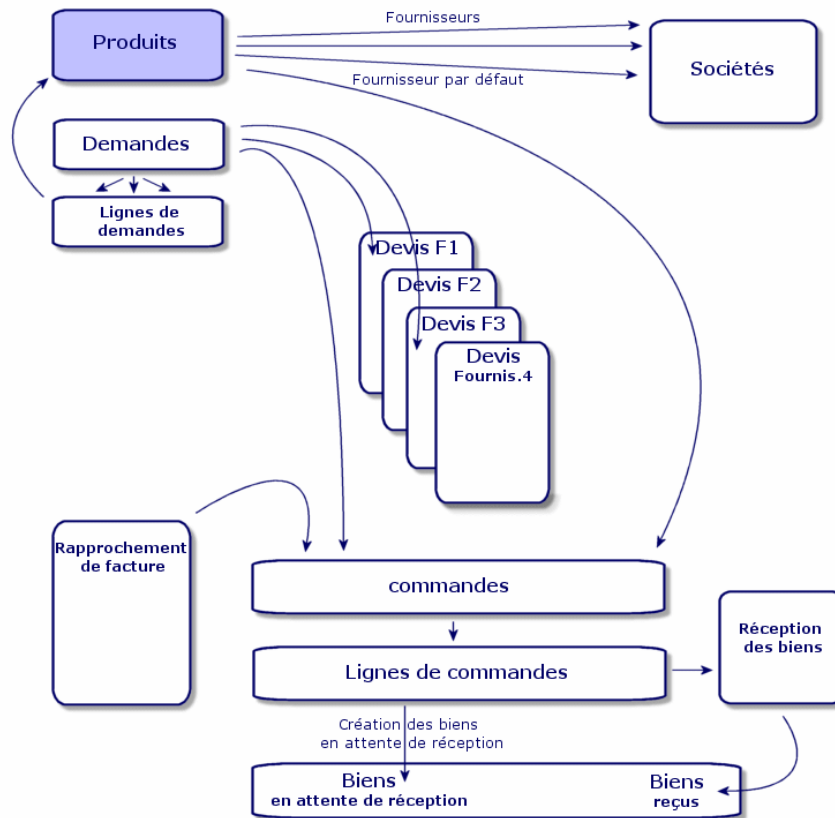 Fournisseurs
Produits
Sociétés
Fournisseur par défaut
Demandes
Lignes de
demandes
Devis F1
Devis F2
Devis F3
Devis
Fournis.4
Rapprochement
de facture
commandes
Réception
des biens
Lignes de commandes
Création des biens
en attente de réception
Biens
en attente de réception
Biens
reçus